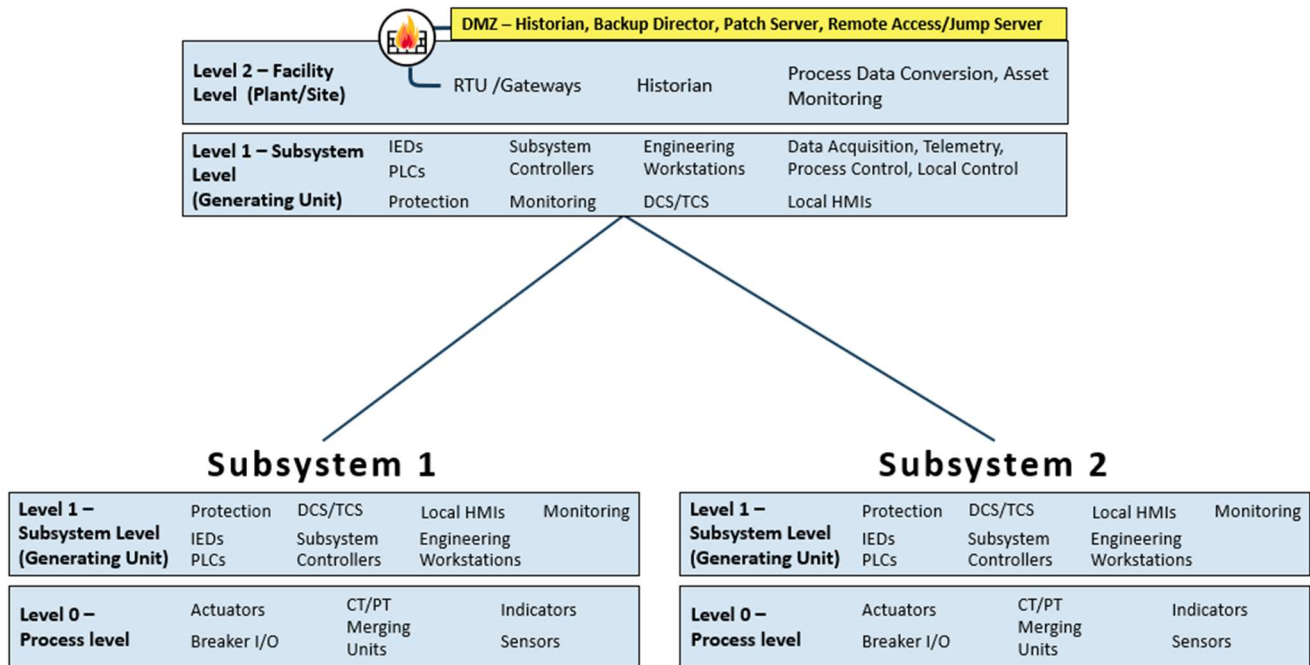 DMZ – Historian, Backup Director, Patch Server, Remote Access/Jump Server
Level 2 – Facility
Level (Plant/Site)
RTU /Gateways
Historian
Process Data Conversion, Asset
Monitoring
Level 1 – Subsystem
Level
(Generating Unit)
IEDs
PLCs
Protection
Subsystem
Controllers
Monitoring
Engineering
Workstations
DCS/TCS
Data Acquisition, Telemetry,
Process Control, Local Control
Local HMIs
Subsystem 1
Level 1 –
Subsystem Level
(Generating Unit)
Protection
IEDs
PLCs
DCS/TCS
Subsystem
Controllers
Local HMIs
Engineering
Workstations
Monitoring
Level 0 –
Process level
Actuators
Breaker I/O
CT/PT
Merging
Units
Indicators
Sensors
Subsystem 2
Level 1 –
Subsystem Level
(Generating Unit)
Protection
IEDs
PLCs
DCS/TCS
Subsystem
Controllers
Local HMIs
Engineering
Workstations
Monitoring
Level 0 –
Process level
Actuators
Breaker I/O
CT/PT
Merging
Units
Indicators
Sensors